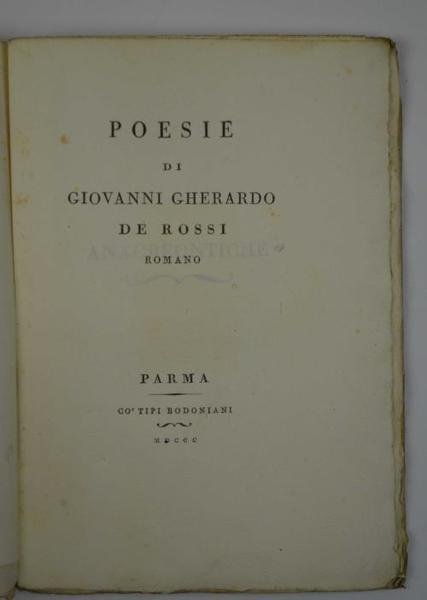 POESIE
DI
GIOVANNI GHERARDO
DE ROSSI
ANACREONTICHE
ROMANO
PARMA
CO' TIPI BODONIANI
MDCCC